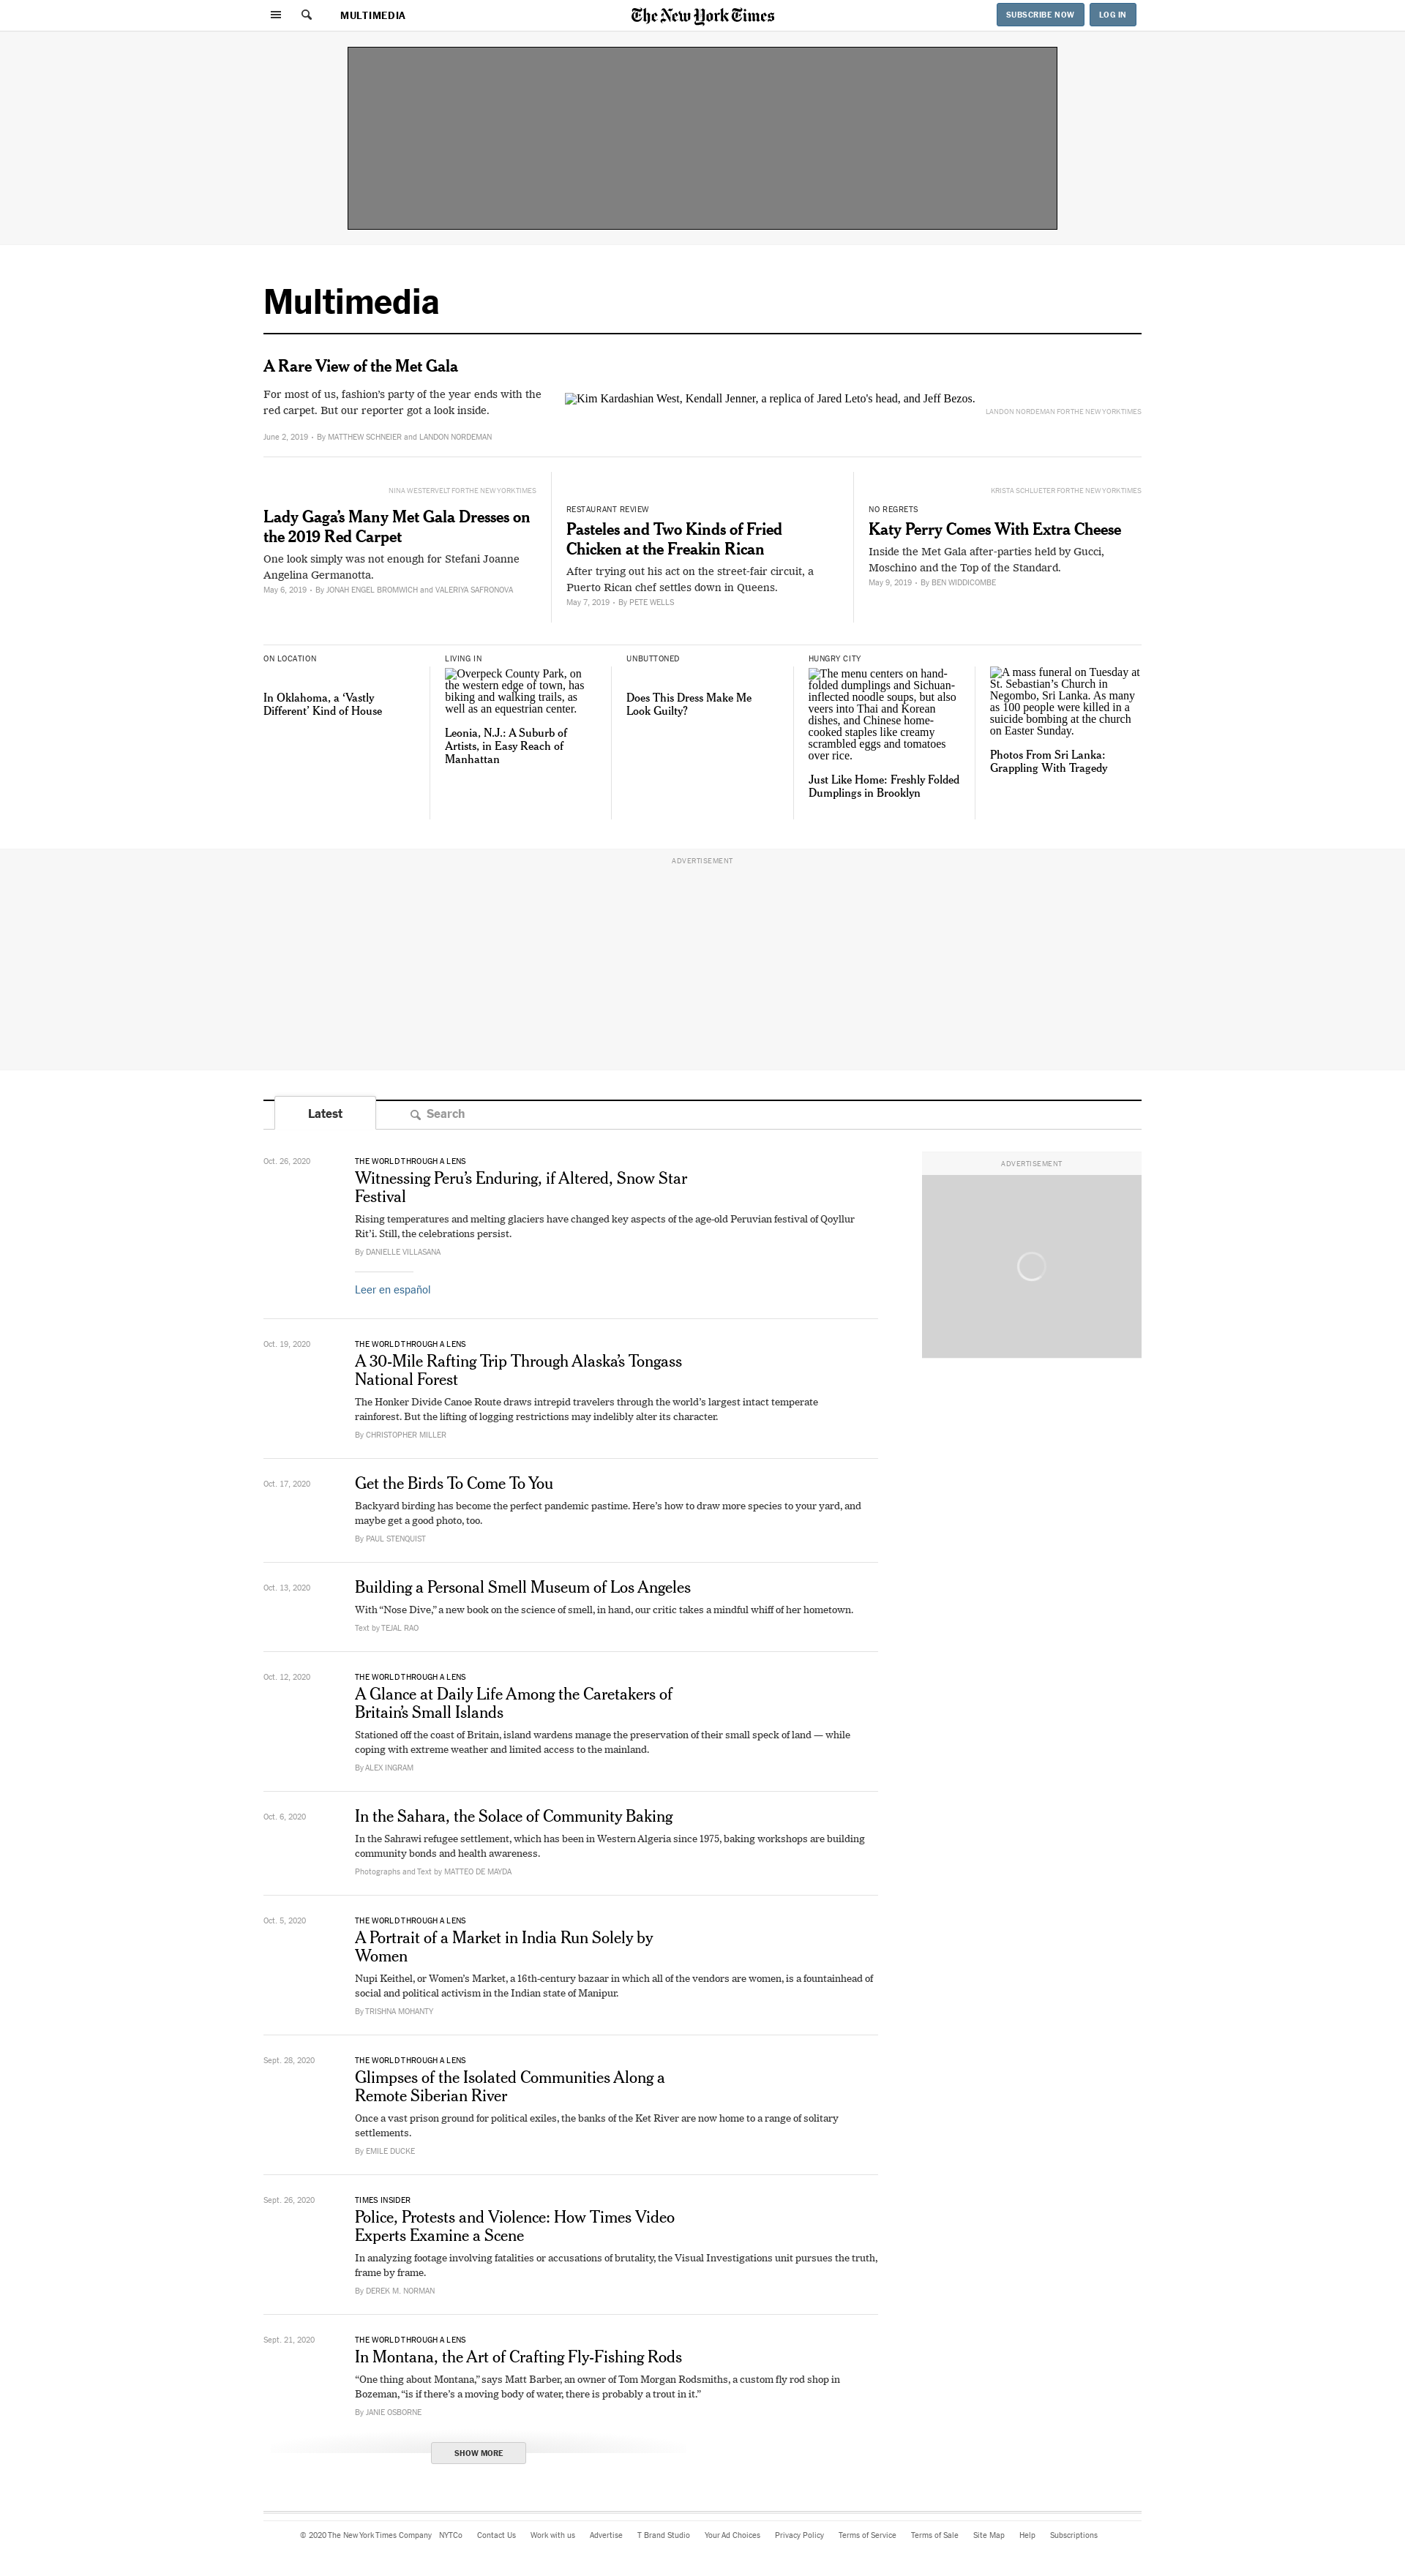 MULTIMEDIA
The New York Times
SUBSCRIBE NOW
LOG IN
Multimedia
A Rare View of the Met Gala
For most of us, fashion's party of the year ends with the
red carpet. But our reporter got a look inside.
June 2, 2019 • By MATTHEW SCHNEIER and LANDON NORDEMAN
Kim Kardashian West, Kendall Jenner, a replica of Jared Leto's head, and Jeff Bezos.
LANDON NORDEMAN FOR THE NEW YORK TIMES
NINA WESTERVELT FOR THE NEW YORK TIMES
Lady Gaga's Many Met Gala Dresses on
the 2019 Red Carpet
One look simply was not enough for Stefani Joanne
Angelina Germanotta.
May 6, 2019 • By JONAH ENGEL BROMWICH and VALERIYA SAFRONOVA
RESTAURANT REVIEW
Pasteles and Two Kinds of Fried
Chicken at the Freakin Rican
After trying out his act on the street-fair circuit, a
Puerto Rican chef settles down in Queens.
May 7, 2019 • By PETE WELLS
KRISTA SCHLUETER FOR THE NEW YORK TIMES
NO REGRETS
Katy Perry Comes With Extra Cheese
Inside the Met Gala after-parties held by Gucci,
Moschino and the Top of the Standard.
May 9, 2019 • By BEN WIDDICOMBE
ON LOCATION
In Oklahoma, a 'Vastly
Different' Kind of House
LIVING IN
Overpeck County Park, on
the western edge of town, has
biking and walking trails, as
well as an equestrian center.
Leonia, N.J.: A Suburb of
Artists, in Easy Reach of
Manhattan
UNBUTTONED
Does This Dress Make Me
Look Guilty?
HUNGRY CITY
The menu centers on hand-
folded dumplings and Sichuan-
inflected noodle soups, but also
veers into Thai and Korean
dishes, and Chinese home-
cooked staples like creamy
scrambled eggs and tomatoes
over rice.
Just Like Home: Freshly Folded
Dumplings in Brooklyn
A mass funeral on Tuesday at
St. Sebastian's Church in
Negombo, Sri Lanka. As many
as 100 people were killed in a
suicide bombing at the church
on Easter Sunday.
Photos From Sri Lanka:
Grappling With Tragedy
ADVERTISEMENT
Latest
Search
ADVERTISEMENT
Oct. 26, 2020
THE WORLD THROUGH A LENS
Witnessing Peru's Enduring, if Altered, Snow Star
Festival
Rising temperatures and melting glaciers have changed key aspects of the age-old Peruvian festival of Qoyllur
Rit'i. Still, the celebrations persist.
By DANIELLE VILLASANA
Leer en español
Oct. 19, 2020
THE WORLD THROUGH A LENS
A 30-Mile Rafting Trip Through Alaska's Tongass
National Forest
The Honker Divide Canoe Route draws intrepid travelers through the world's largest intact temperate
rainforest. But the lifting of logging restrictions may indelibly alter its character.
By CHRISTOPHER MILLER
Oct. 17, 2020
Get the Birds To Come To You
Backyard birding has become the perfect pandemic pastime. Here's how to draw more species to your yard, and
maybe get a good photo, too.
By PAUL STENQUIST
Oct. 13, 2020
Building a Personal Smell Museum of Los Angeles
With "Nose Dive," a new book on the science of smell, in hand, our critic takes a mindful whiff of her hometown.
Text by TEJAL RAO
Oct. 12, 2020
THE WORLD THROUGH A LENS
A Glance at Daily Life Among the Caretakers of
Britain's Small Islands
Stationed off the coast of Britain, island wardens manage the preservation of their small speck of land — while
coping with extreme weather and limited access to the mainland.
By ALEX INGRAM
Oct. 6, 2020
In the Sahara, the Solace of Community Baking
In the Sahrawi refugee settlement, which has been in Western Algeria since 1975, baking workshops are building
community bonds and health awareness.
Photographs and Text by MATTEO DE MAYDA
Oct. 5, 2020
THE WORLD THROUGH A LENS
A Portrait of a Market in India Run Solely by
Women
Nupi Keithel, or Women's Market, a 16th-century bazaar in which all of the vendors are women, is a fountainhead of
social and political activism in the Indian state of Manipur.
By TRISHNA MOHANTY
Sept. 28, 2020
THE WORLD THROUGH A LENS
Glimpses of the Isolated Communities Along a
Remote Siberian River
Once a vast prison ground for political exiles, the banks of the Ket River are now home to a range of solitary
settlements.
By EMILE DUCKE
Sept. 26, 2020
TIMES INSIDER
Police, Protests and Violence: How Times Video
Experts Examine a Scene
In analyzing footage involving fatalities or accusations of brutality, the Visual Investigations unit pursues the truth,
frame by frame.
By DEREK M. NORMAN
Sept. 21, 2020
THE WORLD THROUGH A LENS
In Montana, the Art of Crafting Fly-Fishing Rods
"One thing about Montana," says Matt Barber, an owner of Tom Morgan Rodsmiths, a custom fly rod shop in
Bozeman, "is if there's a moving body of water, there is probably a trout in it."
By JANIE OSBORNE
SHOW MORE
© 2020 The New York Times Company NYTCo Contact Us Work with us Advertise T Brand Studio Your Ad Choices Privacy Policy Terms of Service Terms of Sale Site Map Help Subscriptions